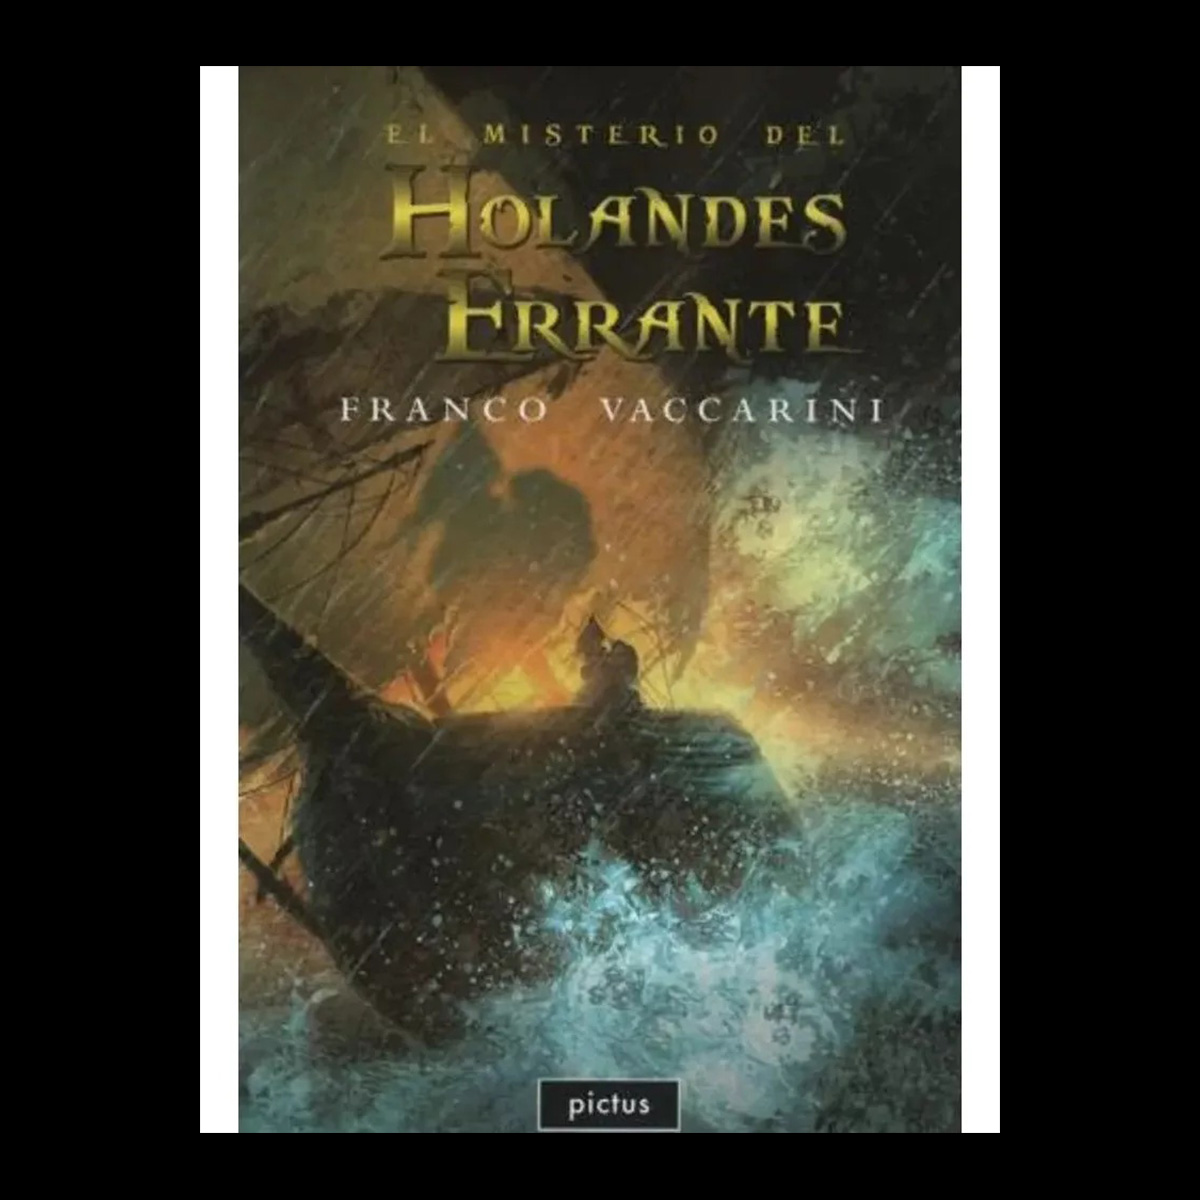 EL MISTERIO DEL
HOLANDÉS
ERRANTE
FRANCO VACCARINI
pictus